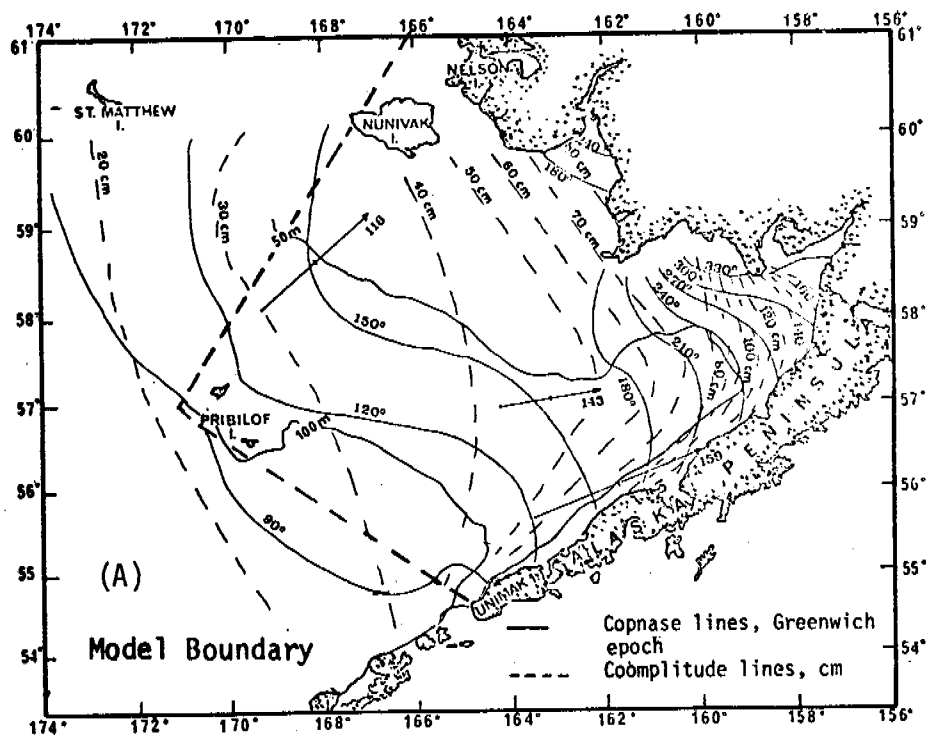 174° 172° 170° 168° 166° 164° 162° 160° 158° 156°
61° 61°
NELSON I.
ST. MATTHEW
I.
NUNIVAK
I.
60° 60°
20 cm
30 cm
40 cm
50 cm
60 cm
70 cm
180°
59° 59°
50 m
110
330°
300°
270°
240°
120 cm
58° 58°
150°
210°
100 cm
180°
143
57° 57°
PRIBILOF
I.
120°
100 m
159
56° 56°
90°
ALASKA PENINSULA
55° 55°
(A)
UNIMAK I.
Model Boundary
Copnase lines, Greenwich
epoch
Coomplitude lines, cm
54° 54°
174° 172° 170° 168° 166° 164° 162° 160° 158° 156°